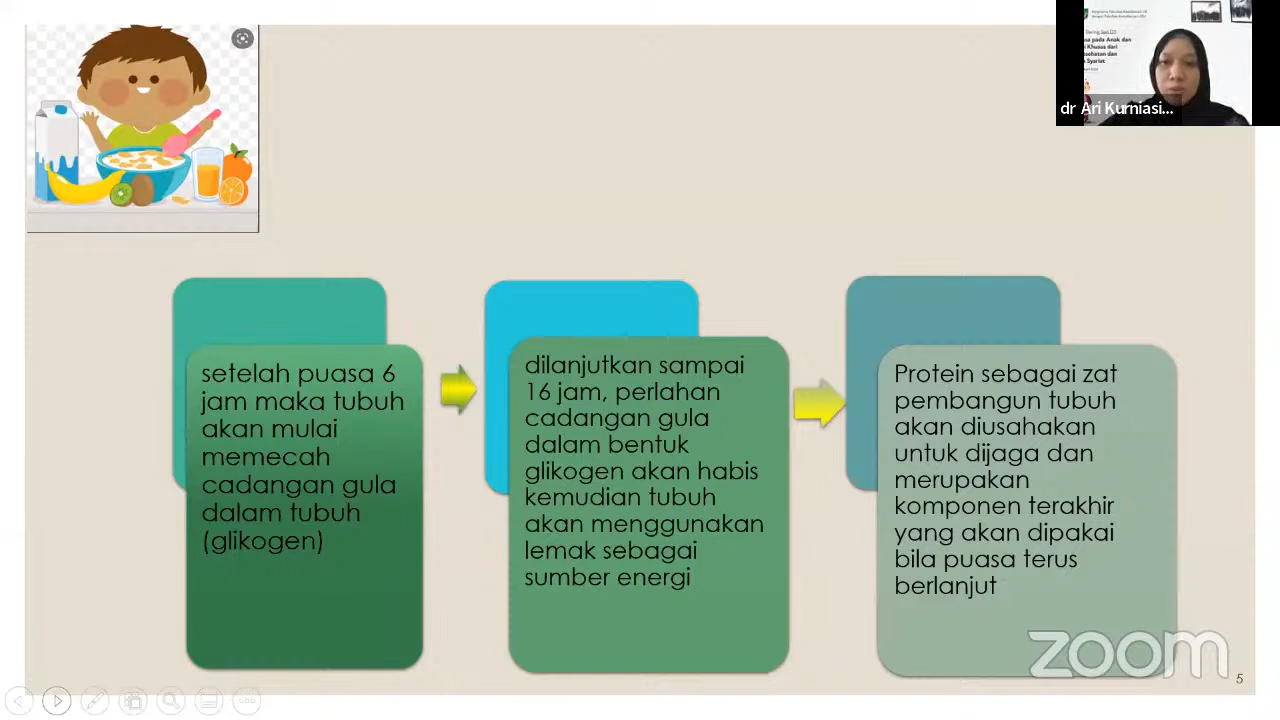 dr Ari Kurniasi...
setelah puasa 6
jam maka tubuh
akan mulai
memecah
cadangan gula
dalam tubuh
(glikogen)
dilanjutkan sampai
16 jam, perlahan
cadangan gula
dalam bentuk
glikogen akan habis
kemudian tubuh
akan menggunakan
lemak sebagai
sumber energi
Protein sebagai zat
pembangun tubuh
akan diusahakan
untuk dijaga dan
merupakan
komponen terakhir
yang akan dipakai
bila puasa terus
berlanjut
zoom
5